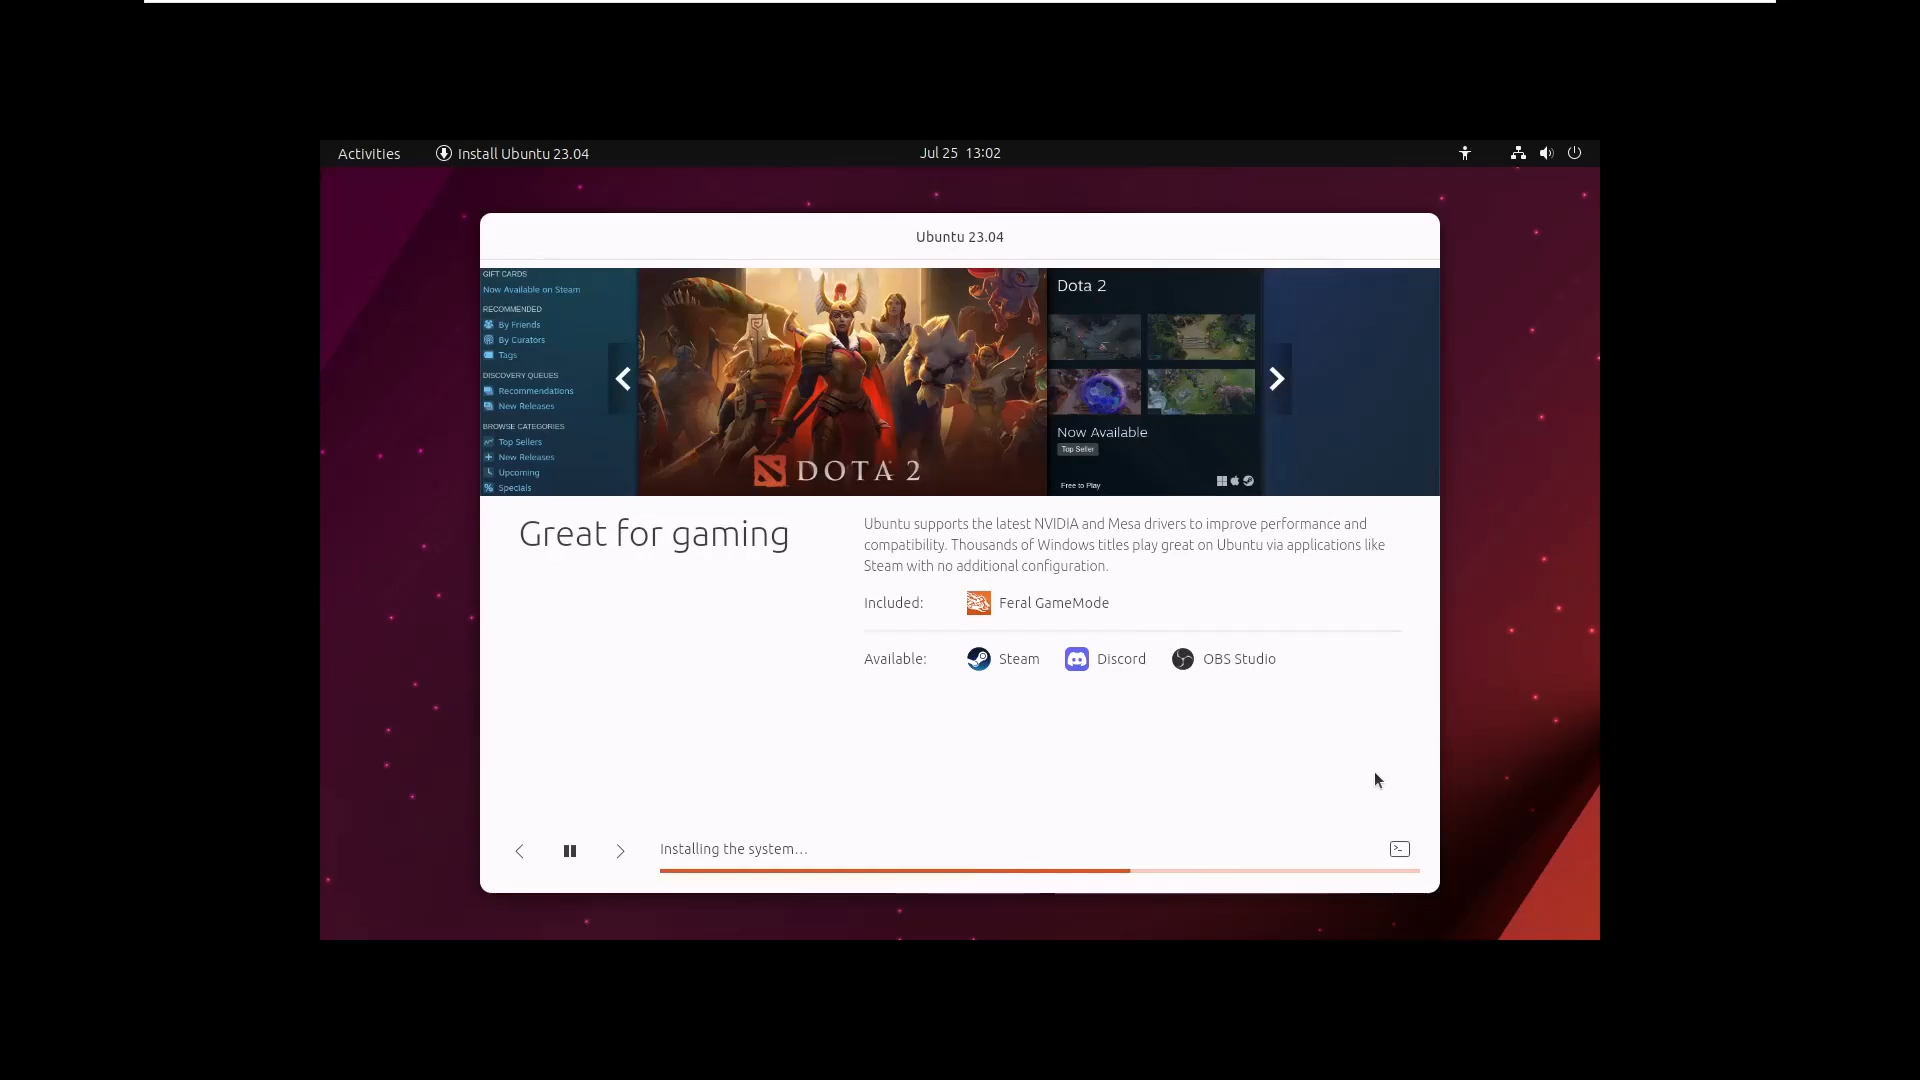 Activities
Install Ubuntu 23.04
Jul 25 13:02
Ubuntu 23.04
GIFT CARDS
Now Available on Steam
RECOMMENDED
By Friends
By Curators
Tags
DISCOVERY QUEUES
Recommendations
New Releases
BROWSE CATEGORIES
Top Sellers
New Releases
Upcoming
Specials
DOTA 2
Dota 2
Now Available
Top Seller
Free to Play
Great for gaming
Ubuntu supports the latest NVIDIA and Mesa drivers to improve performance and
compatibility. Thousands of Windows titles play great on Ubuntu via applications like
Steam with no additional configuration.
Included: Feral GameMode
Available: Steam Discord OBS Studio
Installing the system...